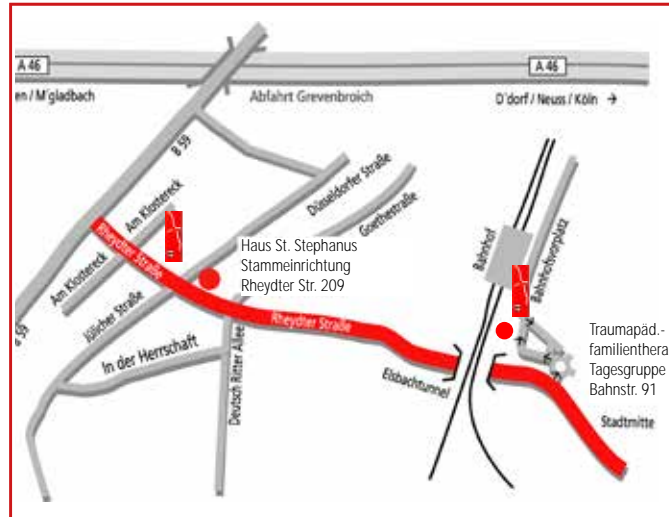 A 46
A 46
en / M'gladbach
Abfahrt Grevenbroich
D'dorf / Neuss / Köln →
B 59
Am Klostereck
Düsseldorfer Straße
Goethestraße
Rheydter Straße
Haus St. Stephanus
Stammeinrichtung
Rheydter Str. 209
Bahnhof
Bahnhofvorplatz
Am Klostereck
Jülicher Straße
Rheydter Straße
B 59
In der Herrschaft
Deutsch Ritter Allee
Elsbachtunnel
Traumapäd.-
familienthera
Tagesgruppe
Bahnstr. 91
Stadtmitte